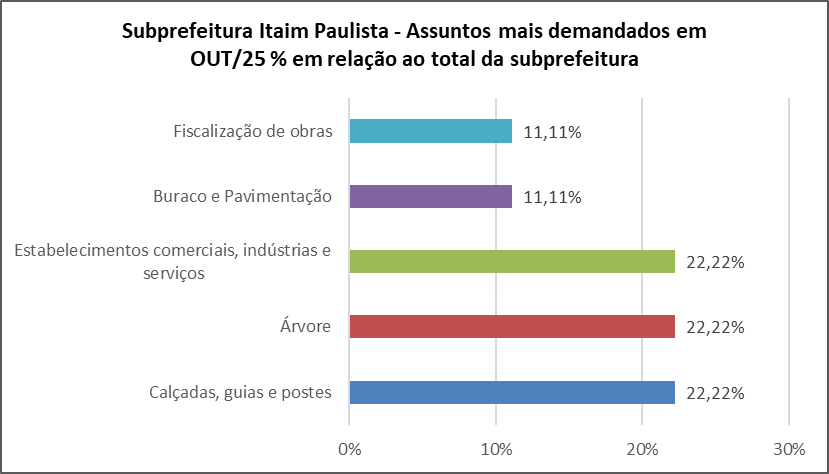 Subprefeitura Itaim Paulista - Assuntos mais demandados em
OUT/25 % em relação ao total da subprefeitura
Fiscalização de obras
11,11%
Buraco e Pavimentação
11,11%
Estabelecimentos comerciais, indústrias e
serviços
22,22%
Árvore
22,22%
Calçadas, guias e postes
22,22%
0%
10%
20%
30%